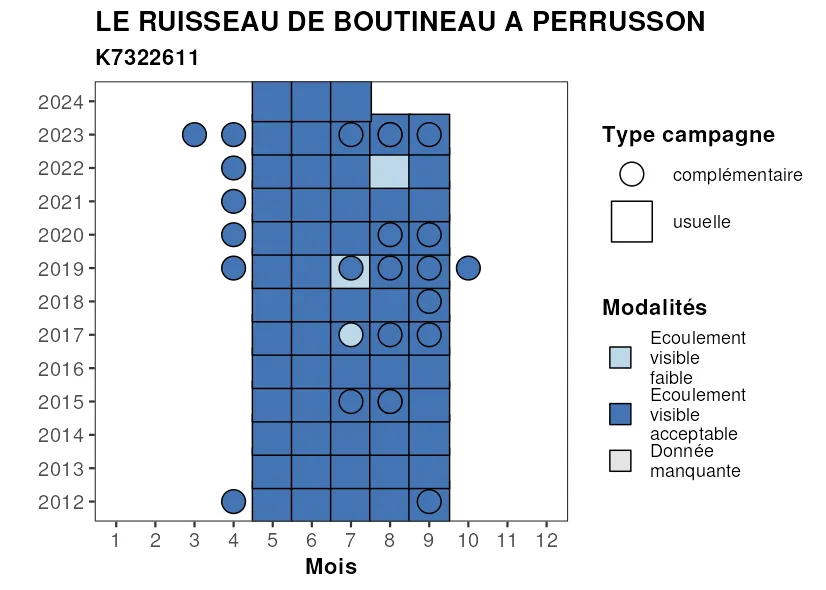 LE RUISSEAU DE BOUTINEAU A PERRUSSON
K7322611
2024
2023
2022
2021
2020
2019
2018
2017
2016
2015
2014
2013
2012
1 2 3 4 5 6 7 8 9 10 11 12
Mois
Type campagne
complémentaire
usuelle
Modalités
Ecoulement
visible
faible
Ecoulement
visible
acceptable
Donnée
manquante